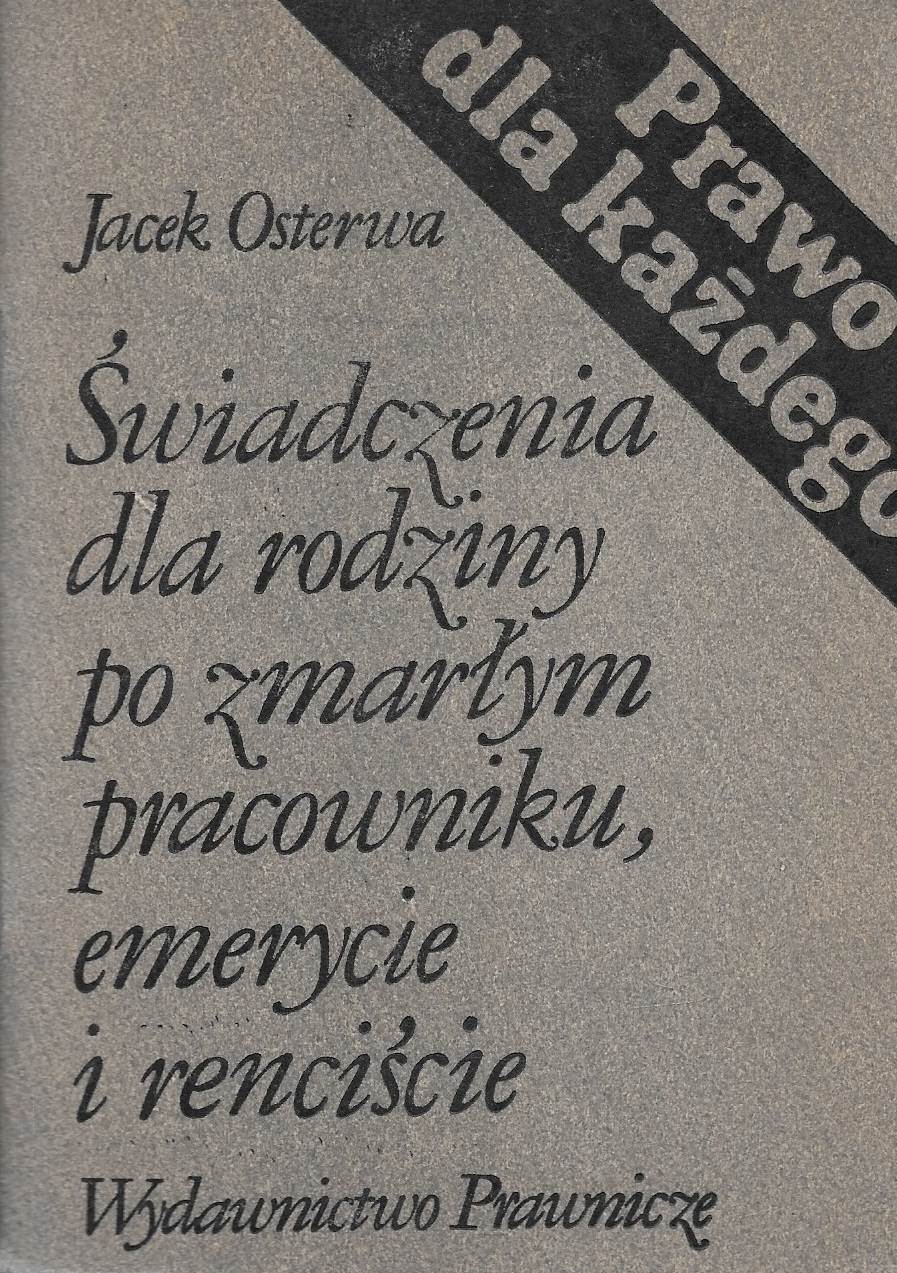 Prawo
dla każdego
Jacek Osterwa
Świadczenia
dla rodziny
po zmarłym
pracowniku,
emerycie
i renciście
Wydawnictwo Prawnicze